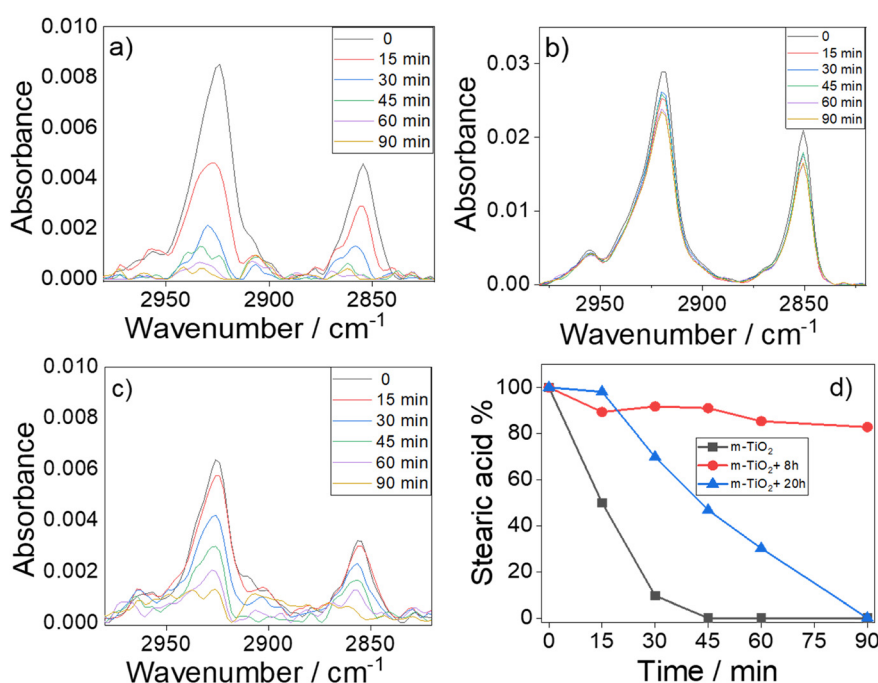 a)
0.010
0.008
0.006
0.004
0.002
0.000
Absorbance
2950
2900
2850
Wavenumber / cm⁻¹
0
15 min
30 min
45 min
60 min
90 min
b)
0.03
0.02
0.01
0.00
Absorbance
2950
2900
2850
Wavenumber / cm⁻¹
0
15 min
30 min
45 min
60 min
90 min
c)
0.010
0.008
0.006
0.004
0.002
0.000
Absorbance
2950
2900
2850
Wavenumber / cm⁻¹
0
15 min
30 min
45 min
60 min
90 min
d)
100
80
60
40
20
0
Stearic acid %
0
15
30
45
60
75
90
Time / min
m-TiO₂
m-TiO₂+ 8h
m-TiO₂+ 20h